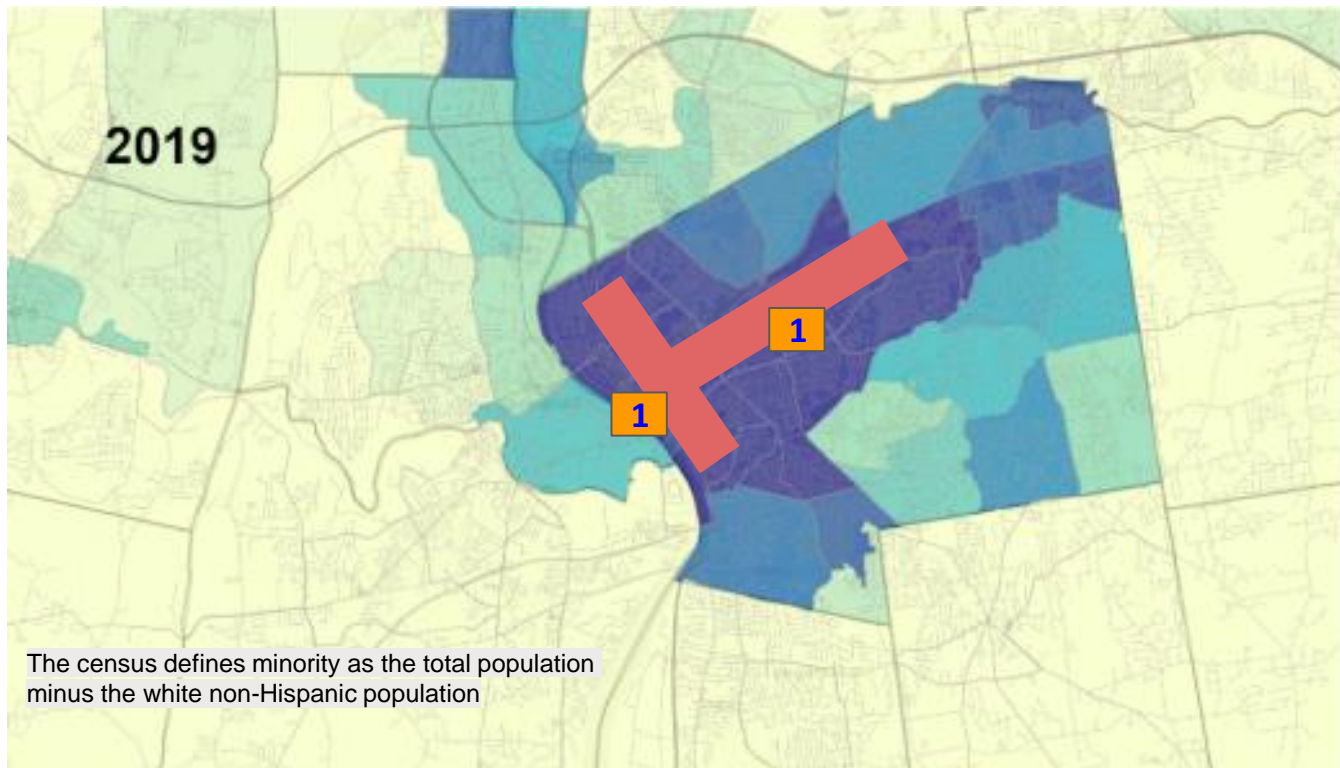 2019
1
1
The census defines minority as the total population
minus the white non-Hispanic population